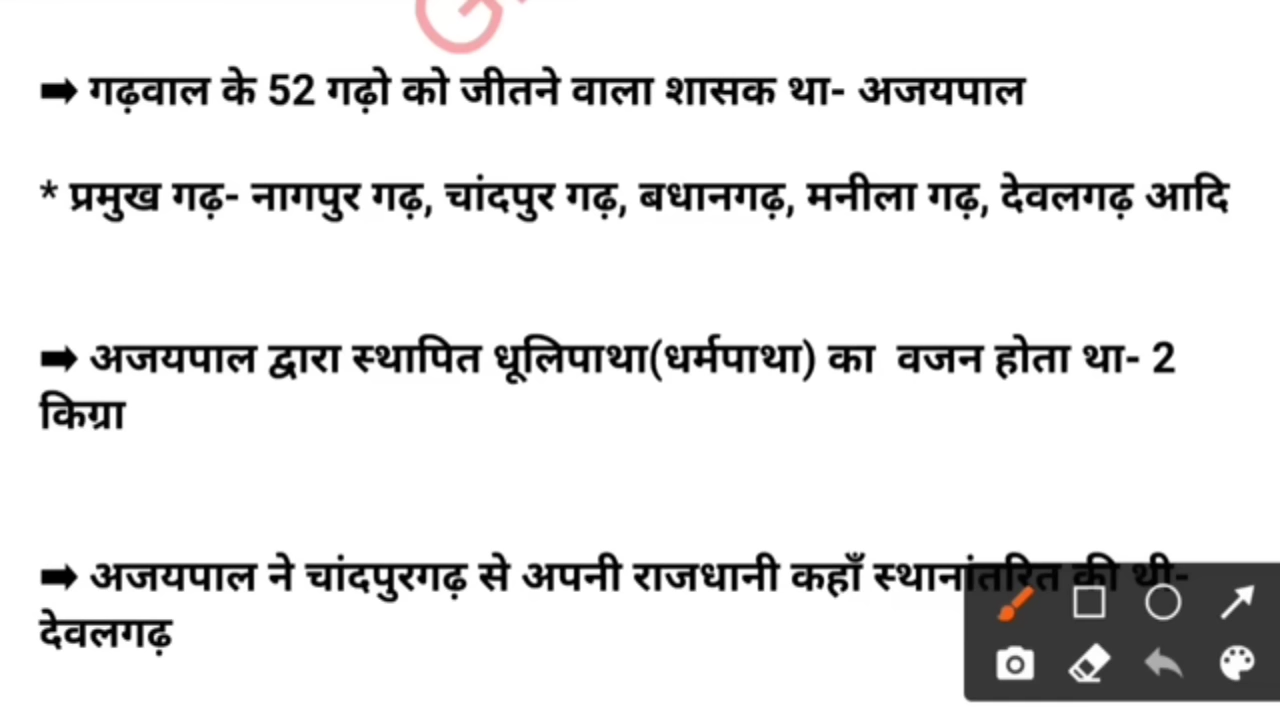 ➡ गढ़वाल के 52 गढ़ो को जीतने वाला शासक था- अजयपाल
* प्रमुख गढ़- नागपुर गढ़, चांदपुर गढ़, बधानगढ़, मनीला गढ़, देवलगढ़ आदि
➡ अजयपाल द्वारा स्थापित धूलिपाथा(धर्मपाथा) का वजन होता था- 2
किग्रा
➡ अजयपाल ने चांदपुरगढ़ से अपनी राजधानी कहाँ स्थानांतरित की थी-
देवलगढ़